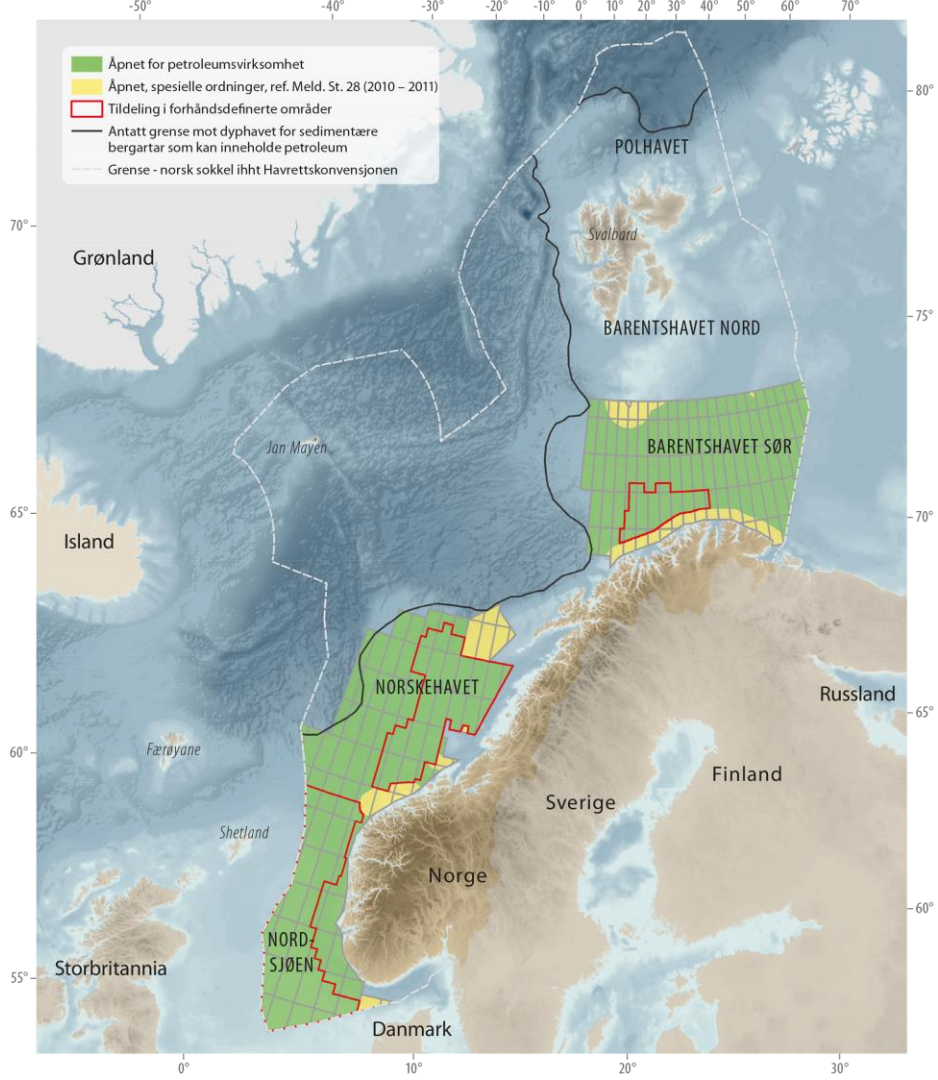 -50° -40° -30° -20° -10° 0° 10° 20° 30° 40° 50° 60° 70°
Åpnet for petroleumsvirksomhet
Åpnet, spesielle ordninger, ref. Meld. St. 28 (2010 – 2011)
Tildeling i forhåndsdefinerte områder
Antatt grense mot dyphavet for sedimentære
bergartar som kan inneholde petroleum
Grense - norsk sokkel ihht Havrettskonvensjonen
80°
POLHAVET
70°
Svalbard
Grønland
75°
BARENTSHAVET NORD
Jan Mayen
BARENTSHAVET SØR
65°
70°
Island
NORSKEHAVET
Russland
65°
Færøyane
60°
Finland
Sverige
Shetland
Norge
60°
NORD-
SJØEN
Storbritannia
55°
Danmark
0° 10° 20° 30°